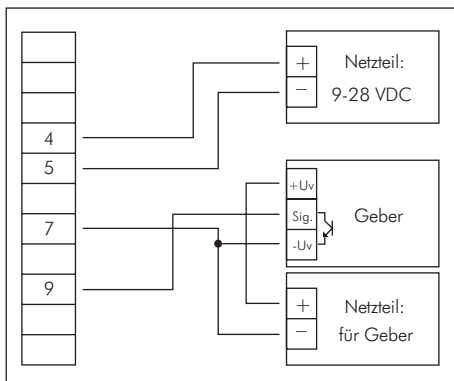 4
5
7
9
+
−
Netzteil:
9-28 VDC
+Uv
Sig.
-Uv
Geber
+
−
Netzteil:
für Geber